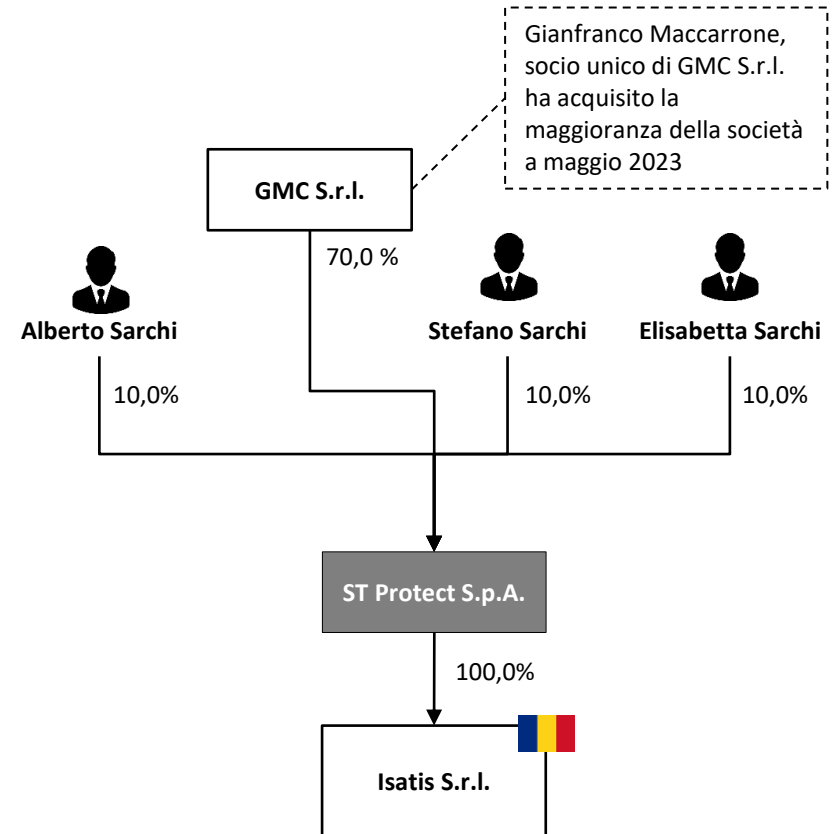 Gianfranco Maccarrone,
socio unico di GMC S.r.l.
ha acquisito la
maggioranza della società
a maggio 2023
GMC S.r.l.
70,0 %
Alberto Sarchi
Stefano Sarchi
Elisabetta Sarchi
10,0%
10,0%
10,0%
ST Protect S.p.A.
100,0%
Isatis S.r.l.